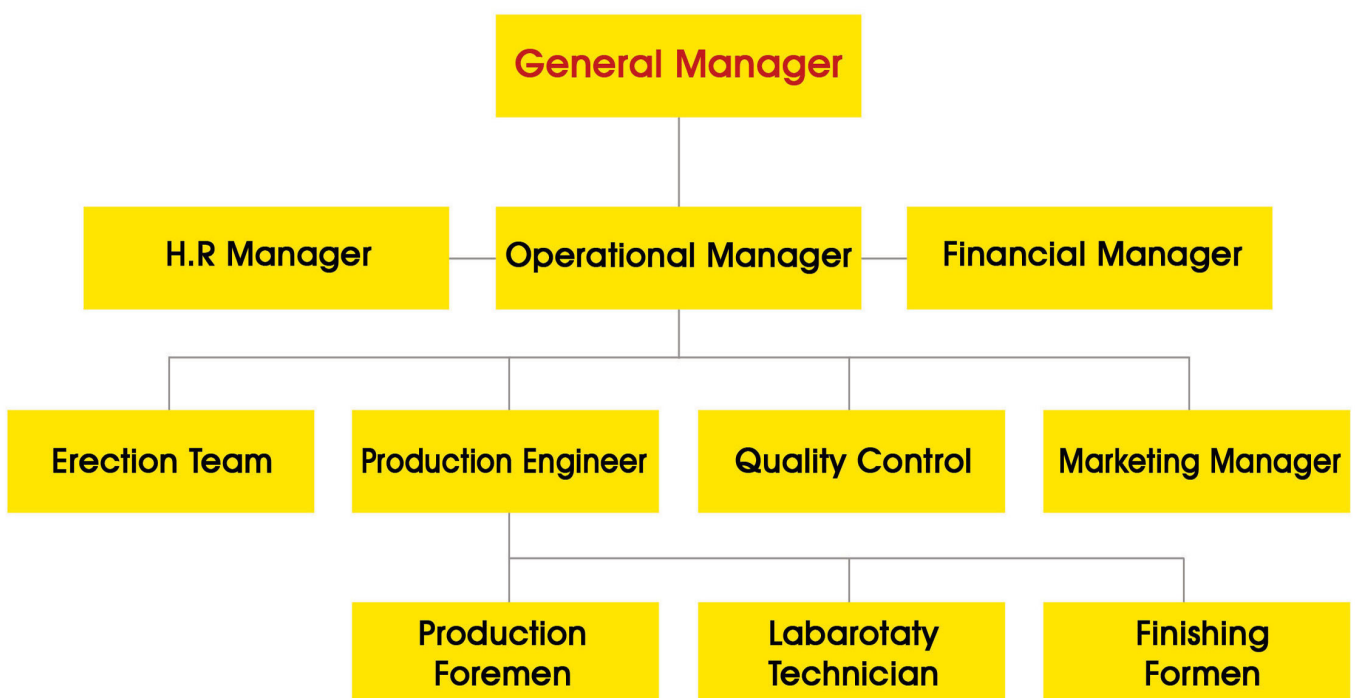 General Manager
H.R Manager
Operational Manager
Financial Manager
Erection Team
Production Engineer
Quality Control
Marketing Manager
Production
Foremen
Labarotaty
Technician
Finishing
Formen